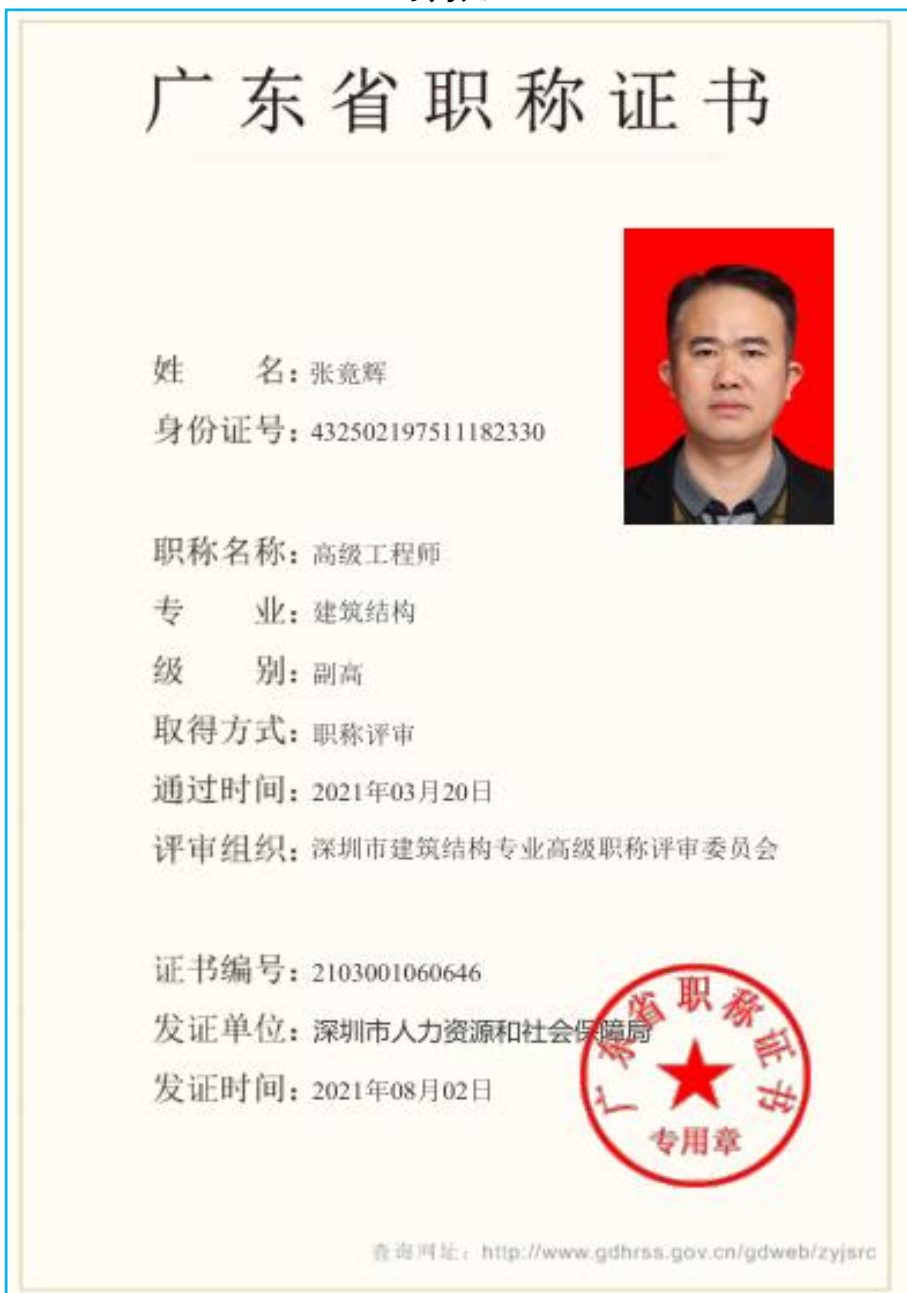 广东省职称证书
姓 名：张竟辉
身份证号：432502197511182330
职称名称：高级工程师
专 业：建筑结构
级 别：副高
取得方式：职称评审
通过时间：2021年03月20日
评审组织：深圳市建筑结构专业高级职称评审委员会
证书编号：2103001060646
发证单位：深圳市人力资源和社会保障局
发证时间：2021年08月02日
广东省职称证书
专用章
查询网址：http://www.gdhrss.gov.cn/gdweb/zyjsrc